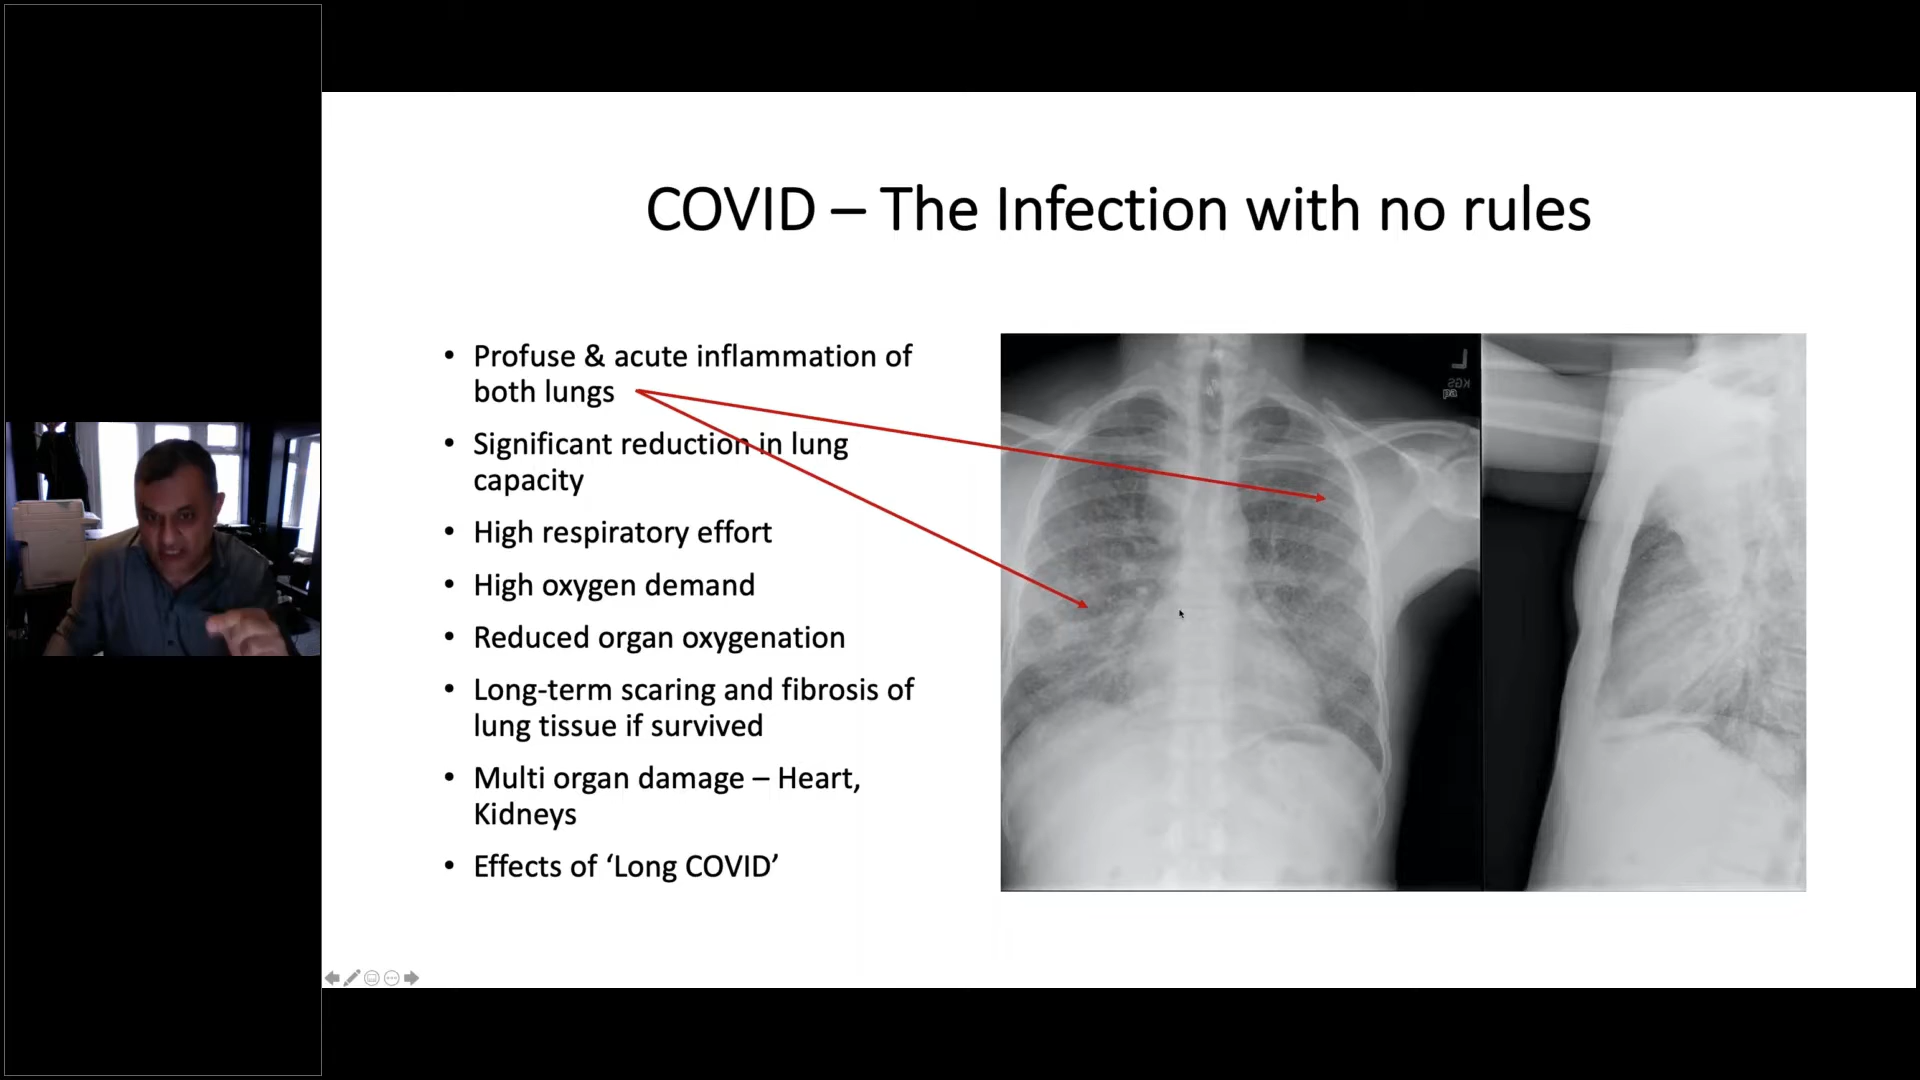 COVID – The Infection with no rules
• Profuse & acute inflammation of
both lungs
• Significant reduction in lung
capacity
• High respiratory effort
• High oxygen demand
• Reduced organ oxygenation
• Long-term scaring and fibrosis of
lung tissue if survived
• Multi organ damage – Heart,
Kidneys
• Effects of ‘Long COVID’
L
KGS
pa